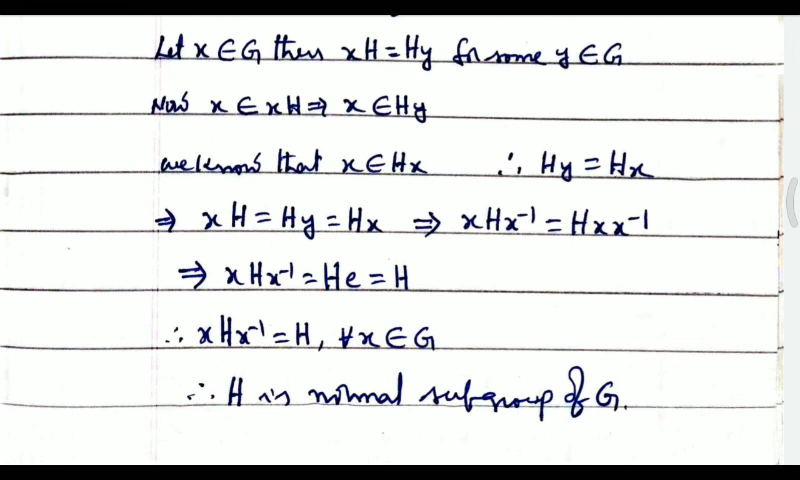 Let x ∈ G then xH = Hy for some y ∈ G
Now x ∈ xH ⇒ x ∈ Hy
we know that x ∈ Hx ∴ Hy = Hx
⇒ xH = Hy = Hx ⇒ xHx⁻¹ = Hxx⁻¹
⇒ xHx⁻¹ = He = H
∴ xHx⁻¹ = H, ∀x ∈ G
∴ H is normal subgroup of G.